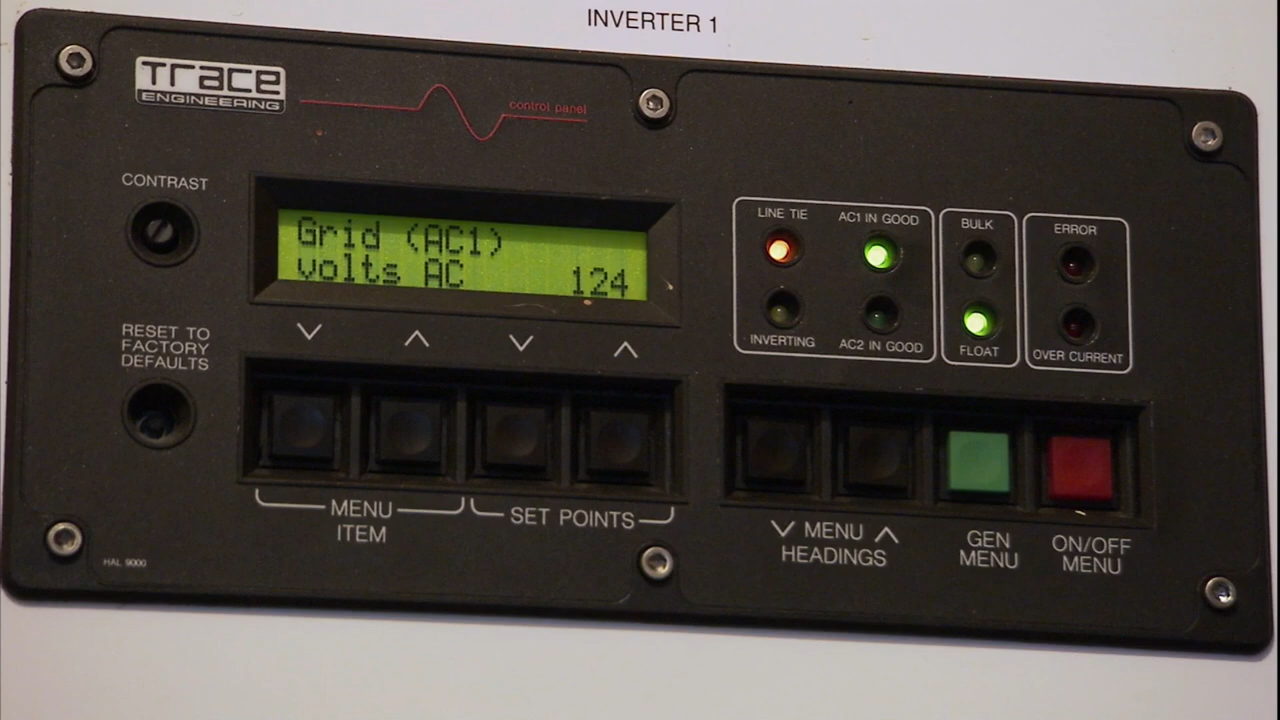 INVERTER 1
Trace
ENGINEERING
control panel
CONTRAST
Grid (AC1)
volts AC 124
LINE TIE
AC1 IN GOOD
INVERTING
AC2 IN GOOD
BULK
FLOAT
ERROR
OVER CURRENT
RESET TO
FACTORY
DEFAULTS
MENU
ITEM
SET POINTS
MENU
HEADINGS
GEN
MENU
ON/OFF
MENU
HAL 9000